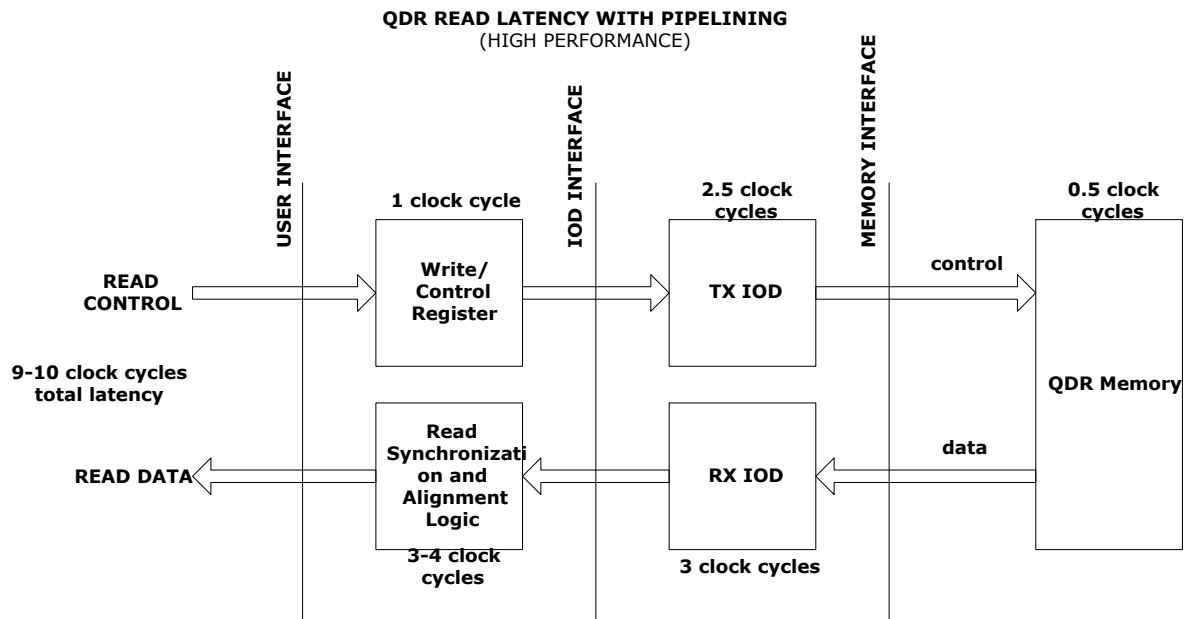 QDR READ LATENCY WITH PIPELINING
(HIGH PERFORMANCE)
USER INTERFACE
IOD INTERFACE
MEMORY INTERFACE
1 clock cycle
2.5 clock
cycles
0.5 clock
cycles
READ
CONTROL
Write/
Control
Register
TX IOD
control
9-10 clock cycles
total latency
QDR Memory
READ DATA
Read
Synchronizati
on and
Alignment
Logic
RX IOD
data
3-4 clock
cycles
3 clock cycles